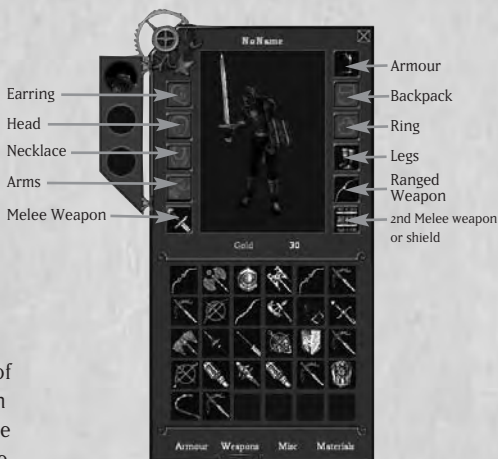 NoName
Earring
Head
Necklace
Arms
Melee Weapon
Armour
Backpack
Ring
Legs
Ranged
Weapon
2nd Melee weapon
or shield
Gold 30
of
Armour Weapons Misc Materials